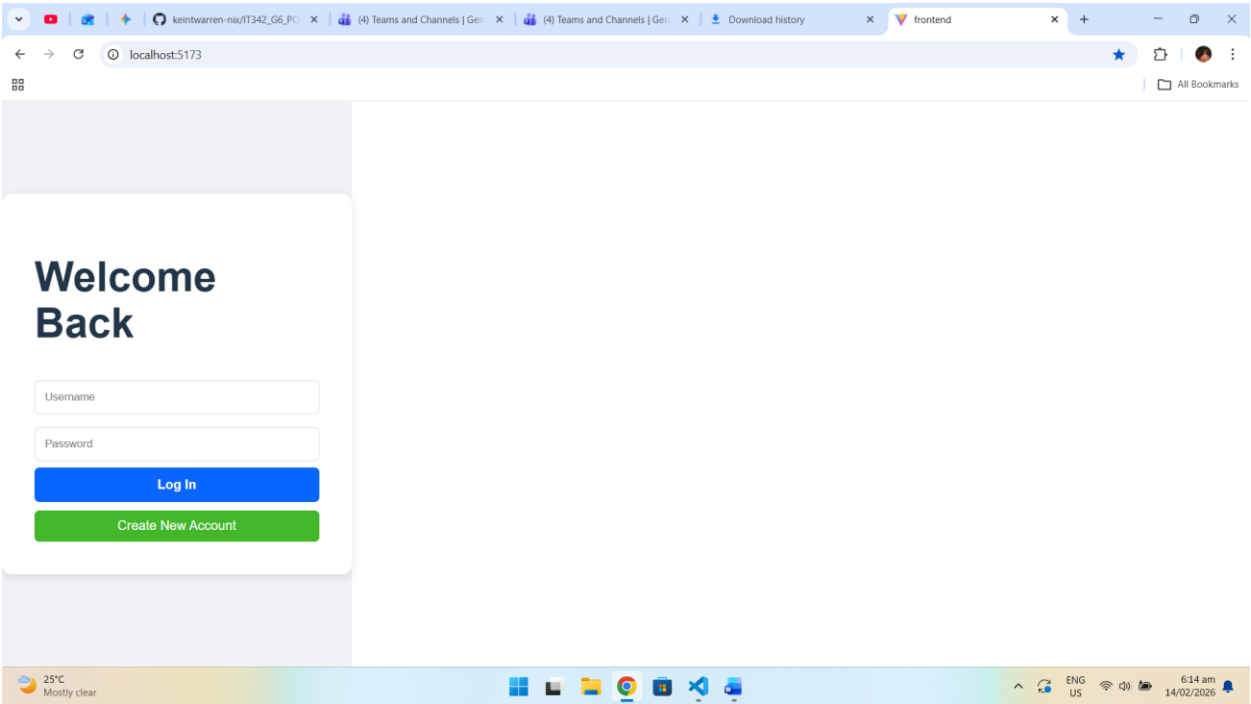 keintwarren-nix/IT342_G6_PO
(4) Teams and Channels | Gen
(4) Teams and Channels | Gen
Download history
frontend
localhost:5173
All Bookmarks
Welcome
Back
Username
Password
Log In
Create New Account
25°C
Mostly clear
ENG
US
6:14 am
14/02/2026